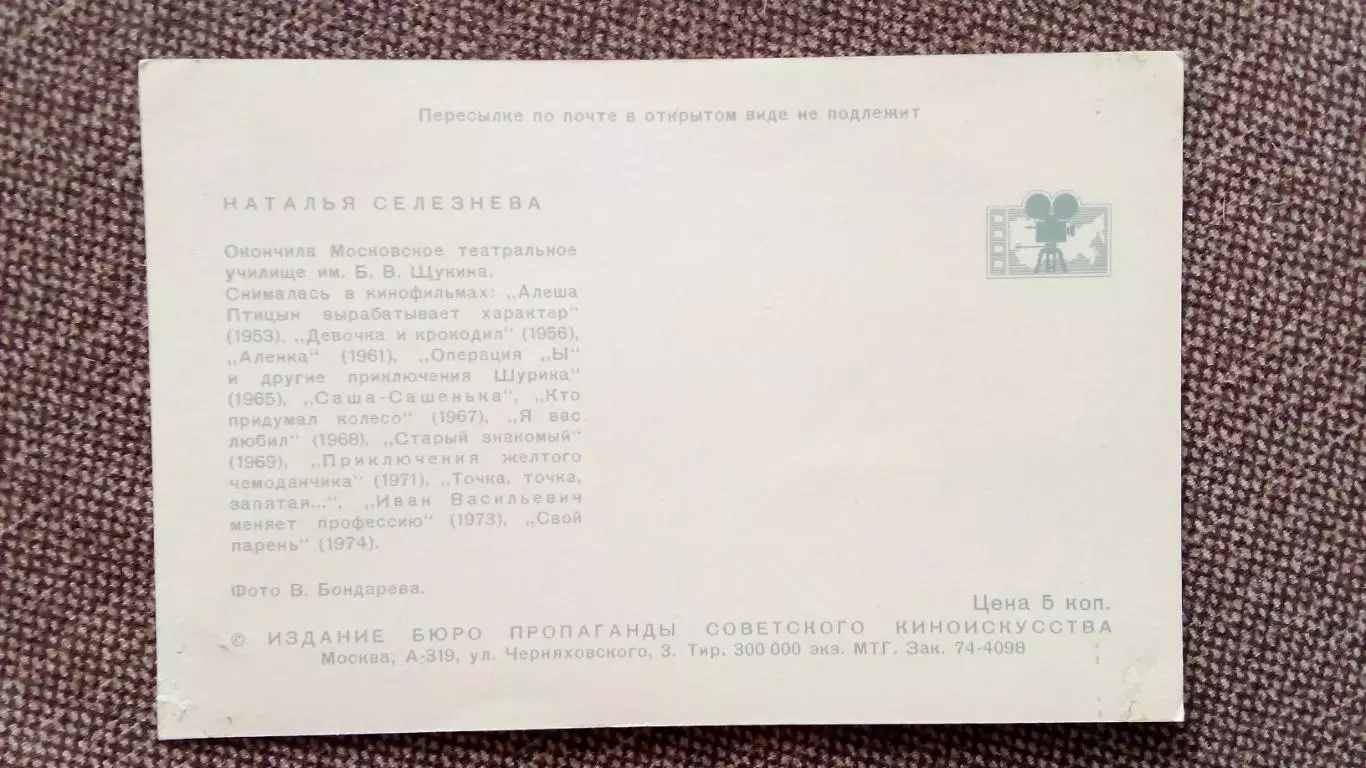 Пересылке по почте в открытом виде не подлежит
НАТАЛЬЯ СЕЛЕЗНЕВА
Окончила Московское театральное
училище им. Б. В. Щукина.
Снималась в кинофильмах: „Алеша
Птицын вырабатывает характер“
(1953), „Девочка и крокодил“ (1956),
„Аленка“ (1961), „Операция „Ы“
и другие приключения Шурика“
(1965), „Саша-Сашенька“, „Кто
придумал колесо“ (1967), „Я вас
любил“ (1968), „Старый знакомый“
(1969), „Приключения желтого
чемоданчика“ (1971), „Точка, точка,
запятая...“, „Иван Васильевич
меняет профессию“ (1973), „Свой
парень“ (1974).
Фото В. Бондарева.
Цена 5 коп.
© ИЗДАНИЕ БЮРО ПРОПАГАНДЫ СОВЕТСКОГО КИНОИСКУССТВА
Москва, А-319, ул. Черняховского, 3. Тир. 300 000 экз. МТГ. Зак. 74-4098